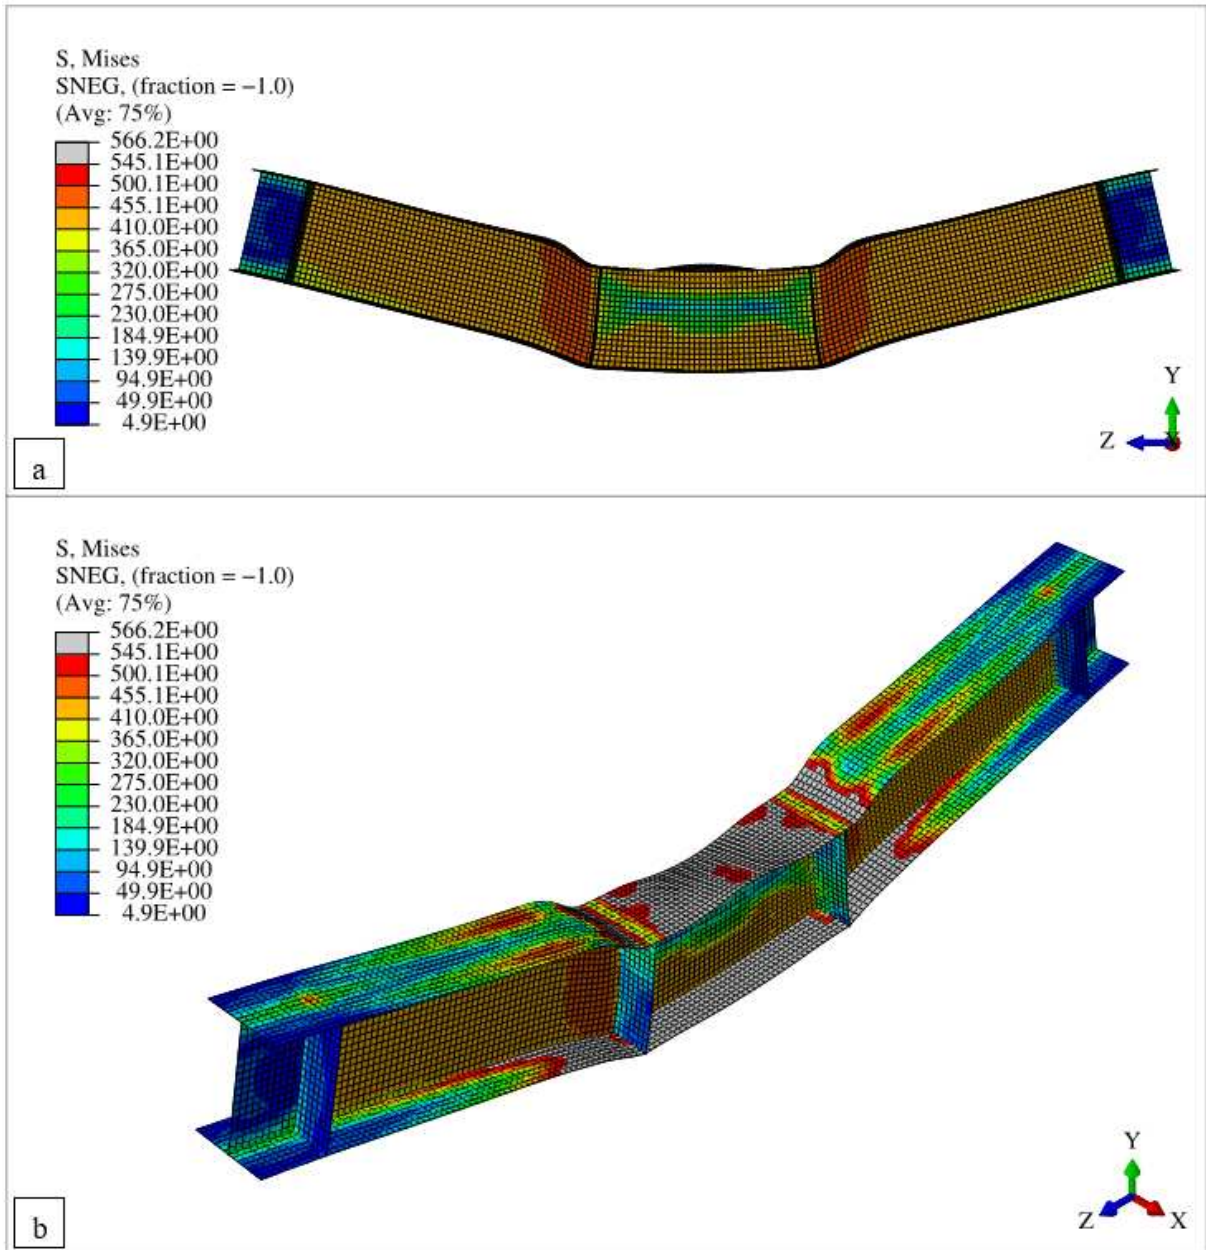 S, Mises
SNEG, (fraction = −1.0)
(Avg: 75%)
566.2E+00
545.1E+00
500.1E+00
455.1E+00
410.0E+00
365.0E+00
320.0E+00
275.0E+00
230.0E+00
184.9E+00
139.9E+00
94.9E+00
49.9E+00
4.9E+00
Y
Z
a
S, Mises
SNEG, (fraction = −1.0)
(Avg: 75%)
566.2E+00
545.1E+00
500.1E+00
455.1E+00
410.0E+00
365.0E+00
320.0E+00
275.0E+00
230.0E+00
184.9E+00
139.9E+00
94.9E+00
49.9E+00
4.9E+00
Y
Z
X
b